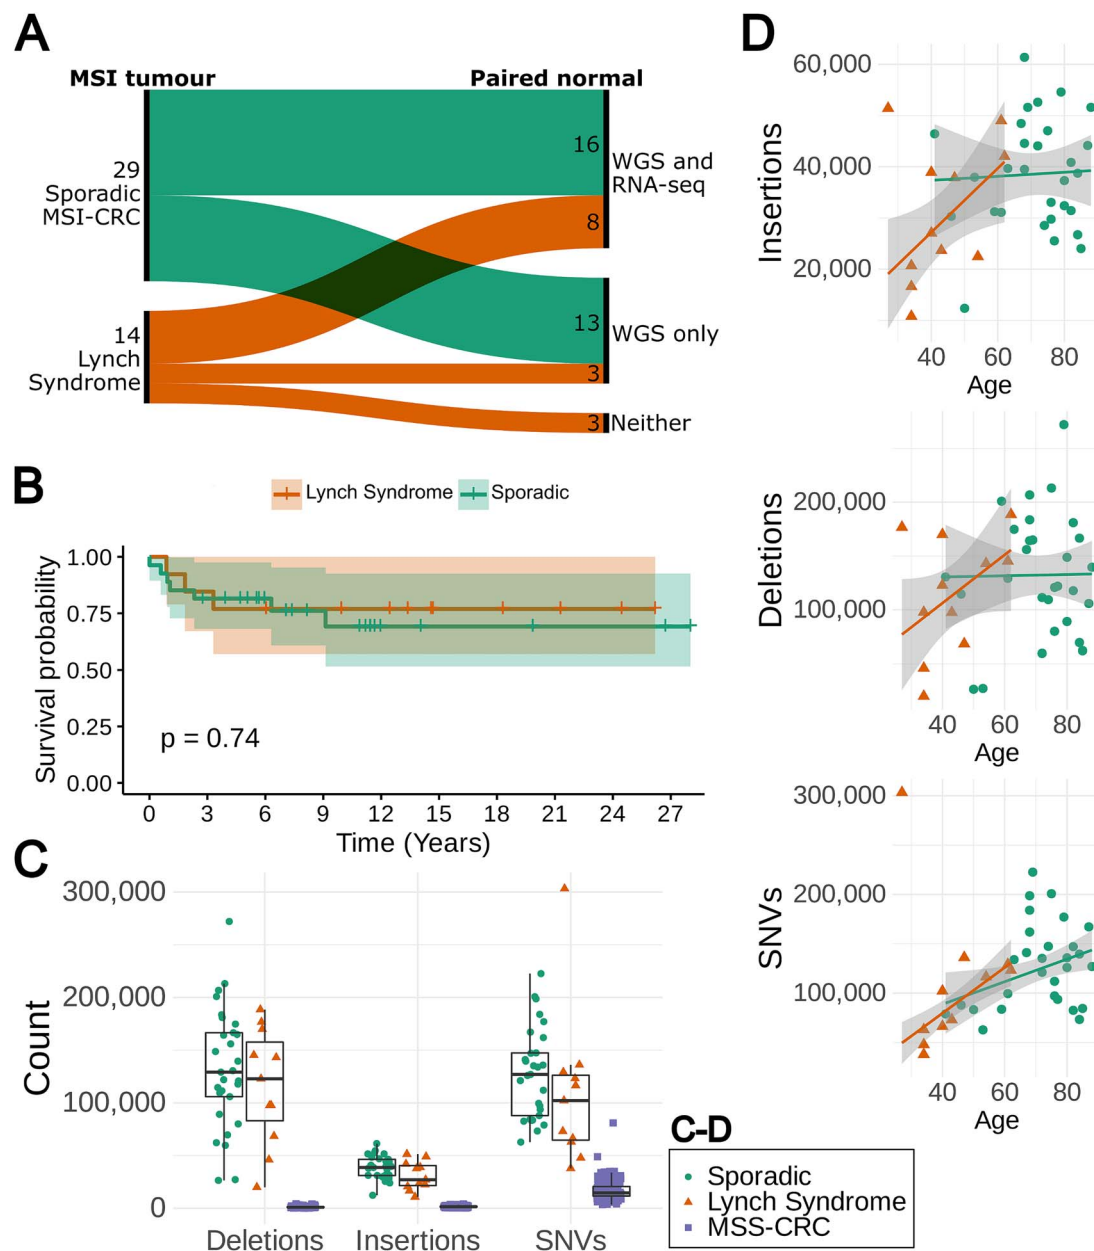 A
MSI tumour
Paired normal
29
Sporadic
MSI-CRC
14
Lynch
Syndrome
16
WGS and
RNA-seq
8
13
WGS only
3
3
Neither
B
Lynch Syndrome
Sporadic
Survival probability
1.00
0.75
0.50
0.25
0.00
p = 0.74
0 3 6 9 12 15 18 21 24 27
Time (Years)
C
Count
300,000
200,000
100,000
0
Deletions Insertions SNVs
C-D
Sporadic
Lynch Syndrome
MSS-CRC
D
Insertions
60,000
40,000
20,000
40 60 80
Age
Deletions
200,000
100,000
40 60 80
Age
SNVs
300,000
200,000
100,000
40 60 80
Age